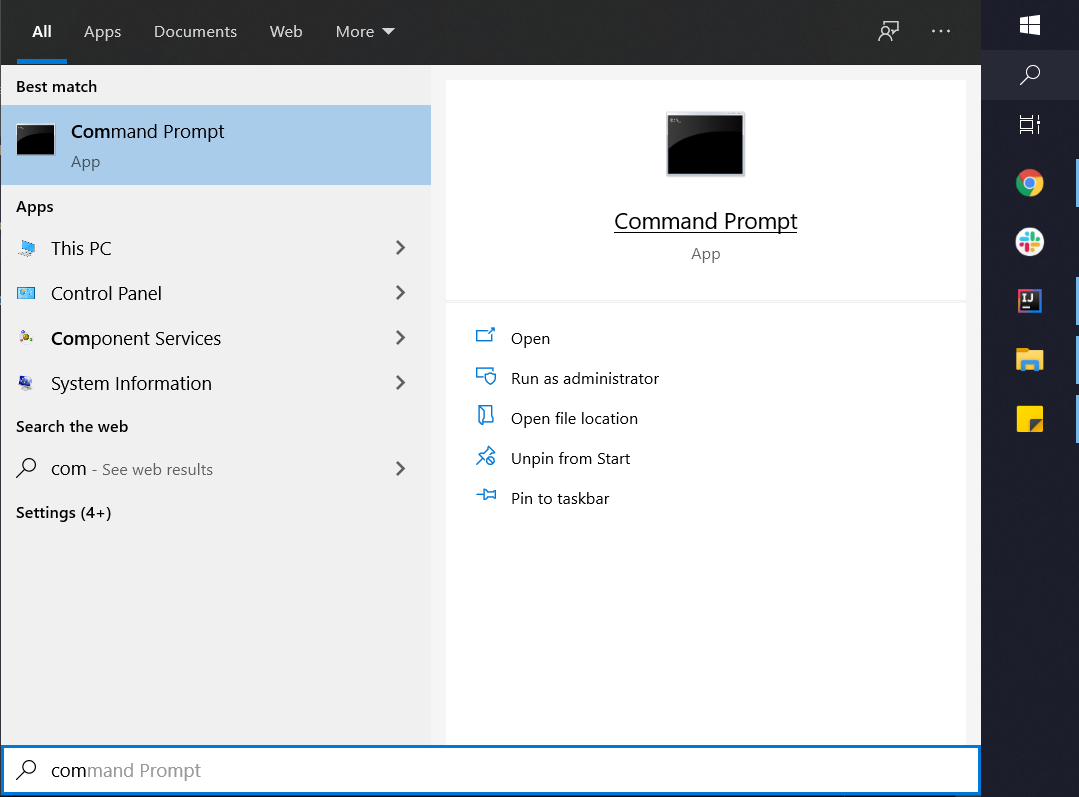 All Apps Documents Web More
Best match
Command Prompt
App
Apps
This PC
Control Panel
Component Services
System Information
Search the web
com - See web results
Settings (4+)
Command Prompt
App
Open
Run as administrator
Open file location
Unpin from Start
Pin to taskbar
command Prompt
IJ